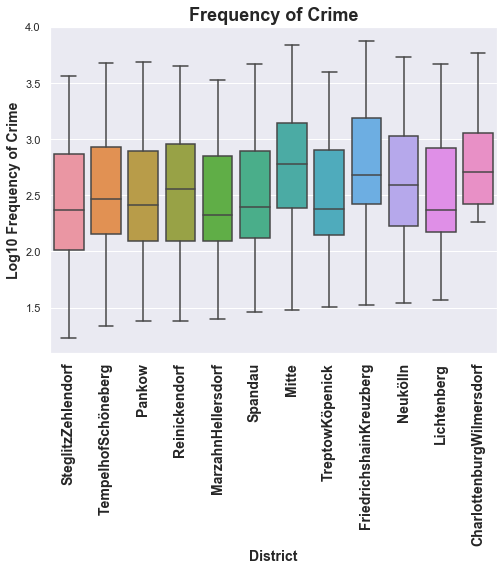 Frequency of Crime
Log10 Frequency of Crime
4.0
3.5
3.0
2.5
2.0
1.5
SteglitzZehlendorf
TempelhofSchöneberg
Pankow
Reinickendorf
MarzahnHellersdorf
Spandau
Mitte
TreptowKöpenick
FriedrichshainKreuzberg
Neukölln
Lichtenberg
CharlottenburgWilmersdorf
District